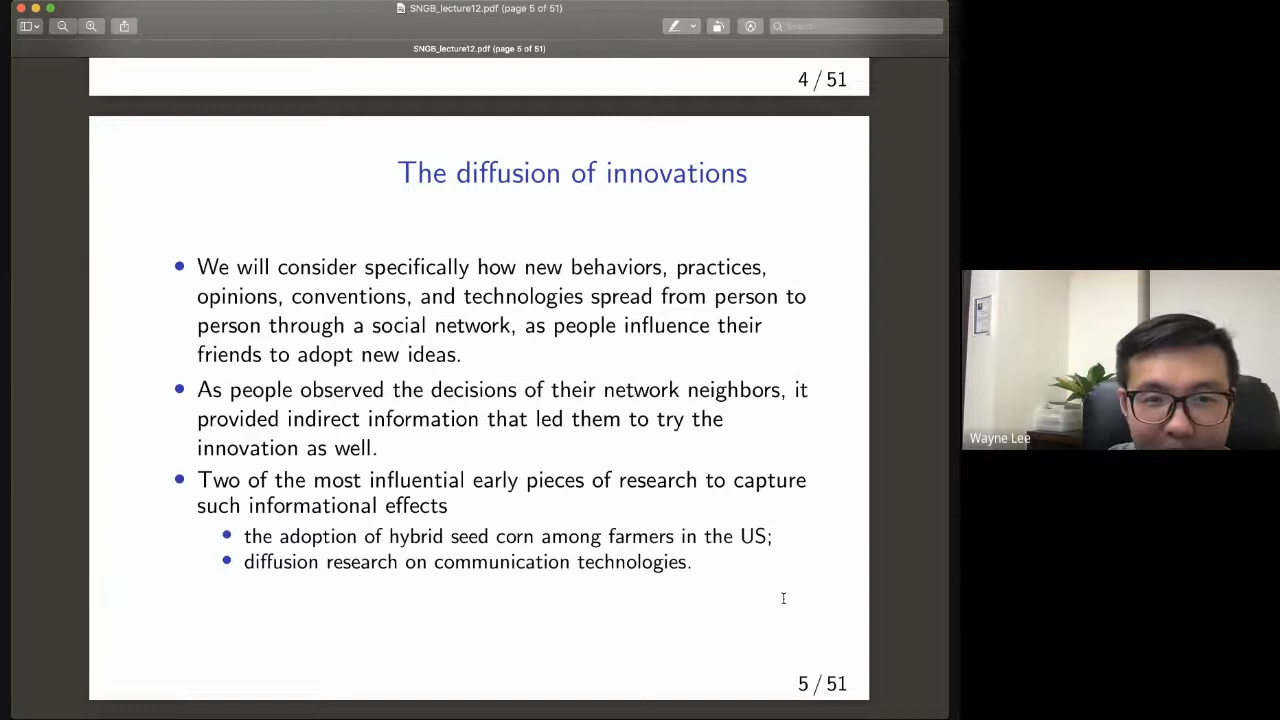 SNGB_lecture12.pdf (page 5 of 51)
Search
SNGB_lecture12.pdf (page 5 of 51)
4 / 51
The diffusion of innovations
We will consider specifically how new behaviors, practices,
opinions, conventions, and technologies spread from person to
person through a social network, as people influence their
friends to adopt new ideas.
As people observed the decisions of their network neighbors, it
provided indirect information that led them to try the
innovation as well.
Two of the most influential early pieces of research to capture
such informational effects
the adoption of hybrid seed corn among farmers in the US;
diffusion research on communication technologies.
5 / 51
Wayne Lee